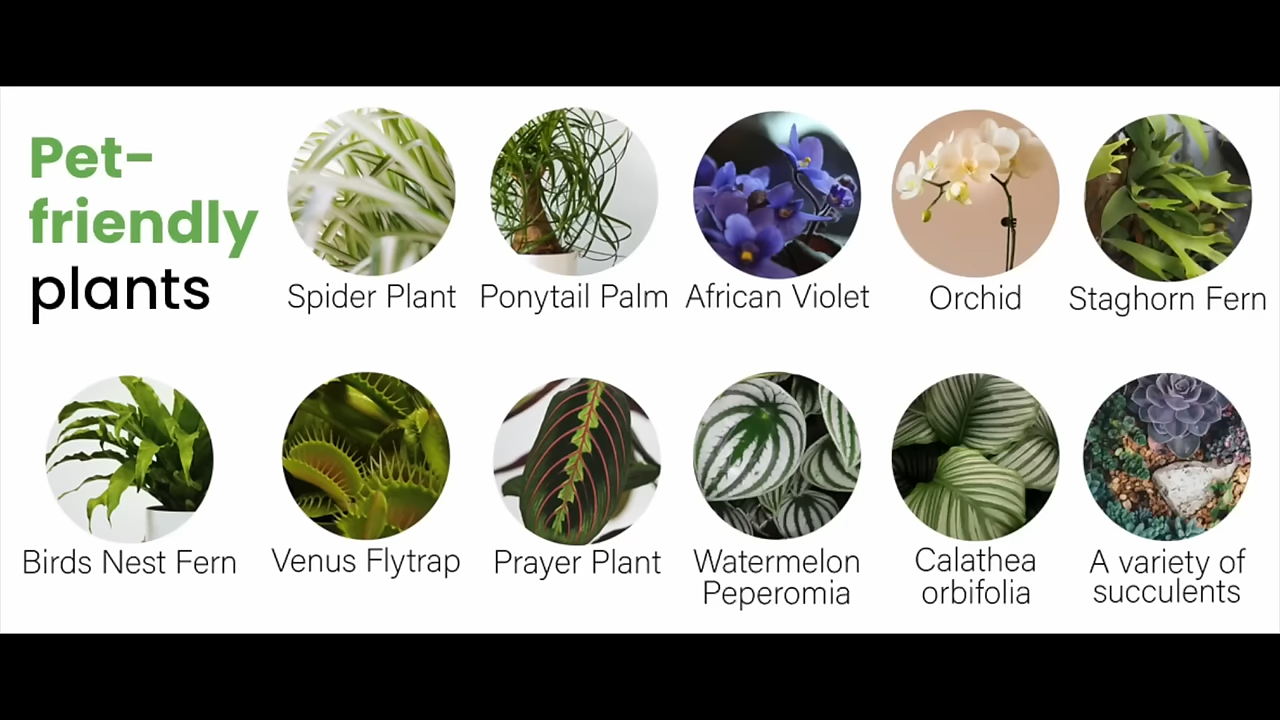 Pet-
friendly
plants
Spider Plant
Ponytail Palm
African Violet
Orchid
Staghorn Fern
Birds Nest Fern
Venus Flytrap
Prayer Plant
Watermelon
Peperomia
Calathea
orbifolia
A variety of
succulents